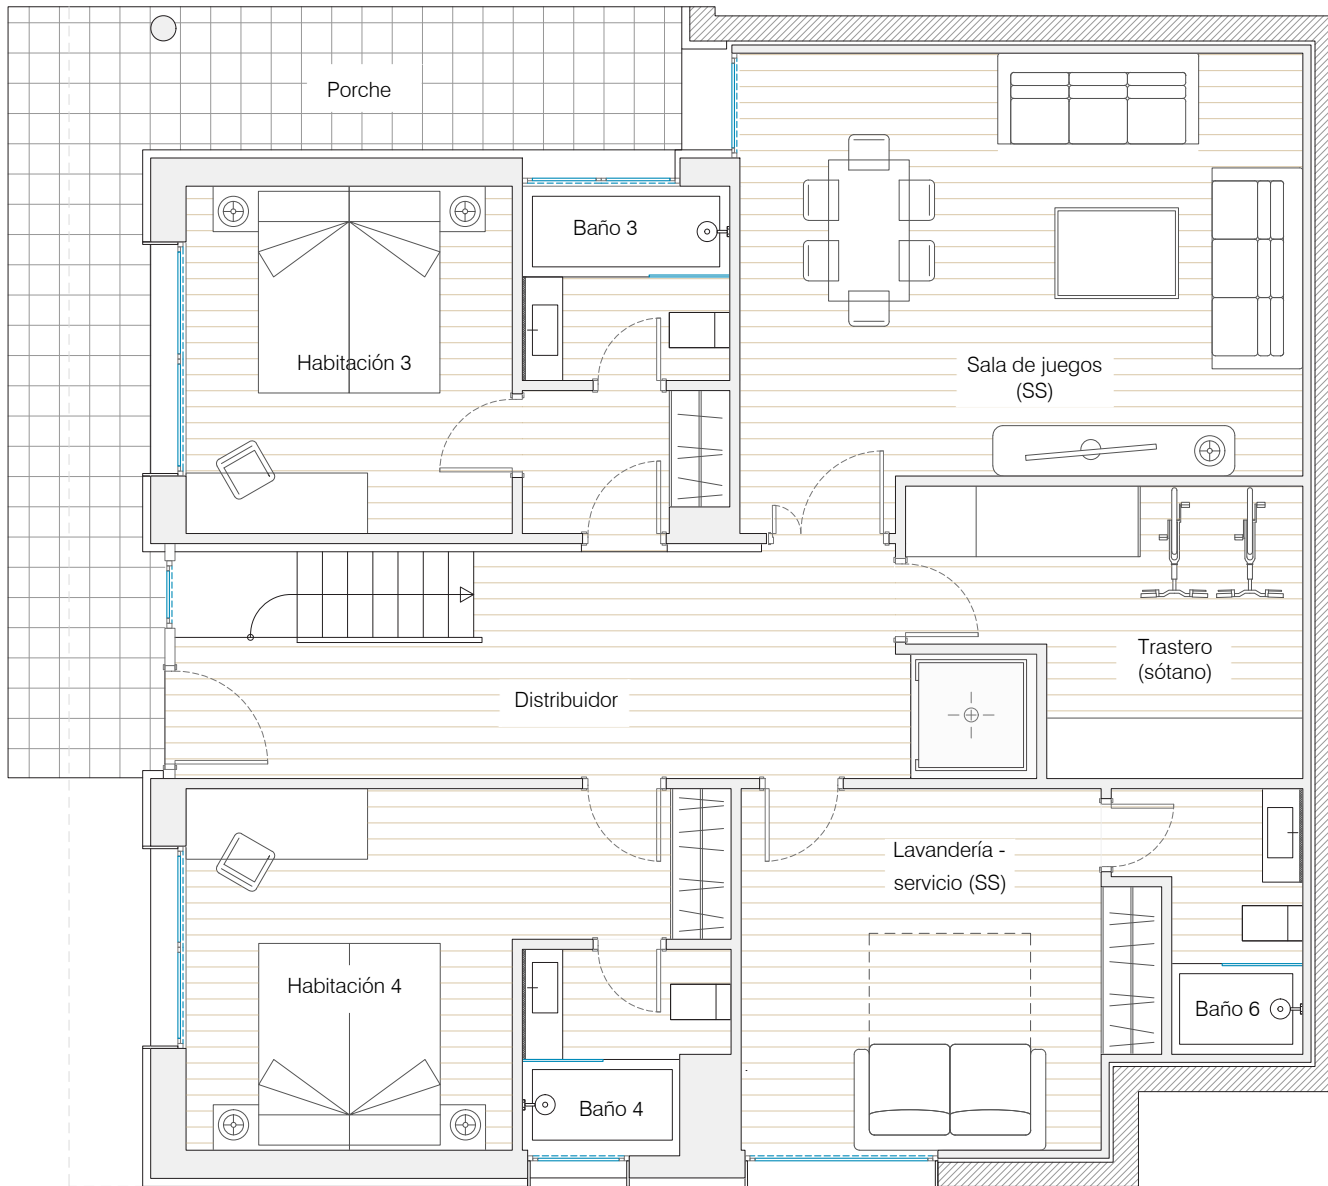 Porche
Baño 3
Habitación 3
Sala de juegos
(SS)
Trastero
(sótano)
Distribuidor
Lavandería -
servicio (SS)
Habitación 4
Baño 6
Baño 4